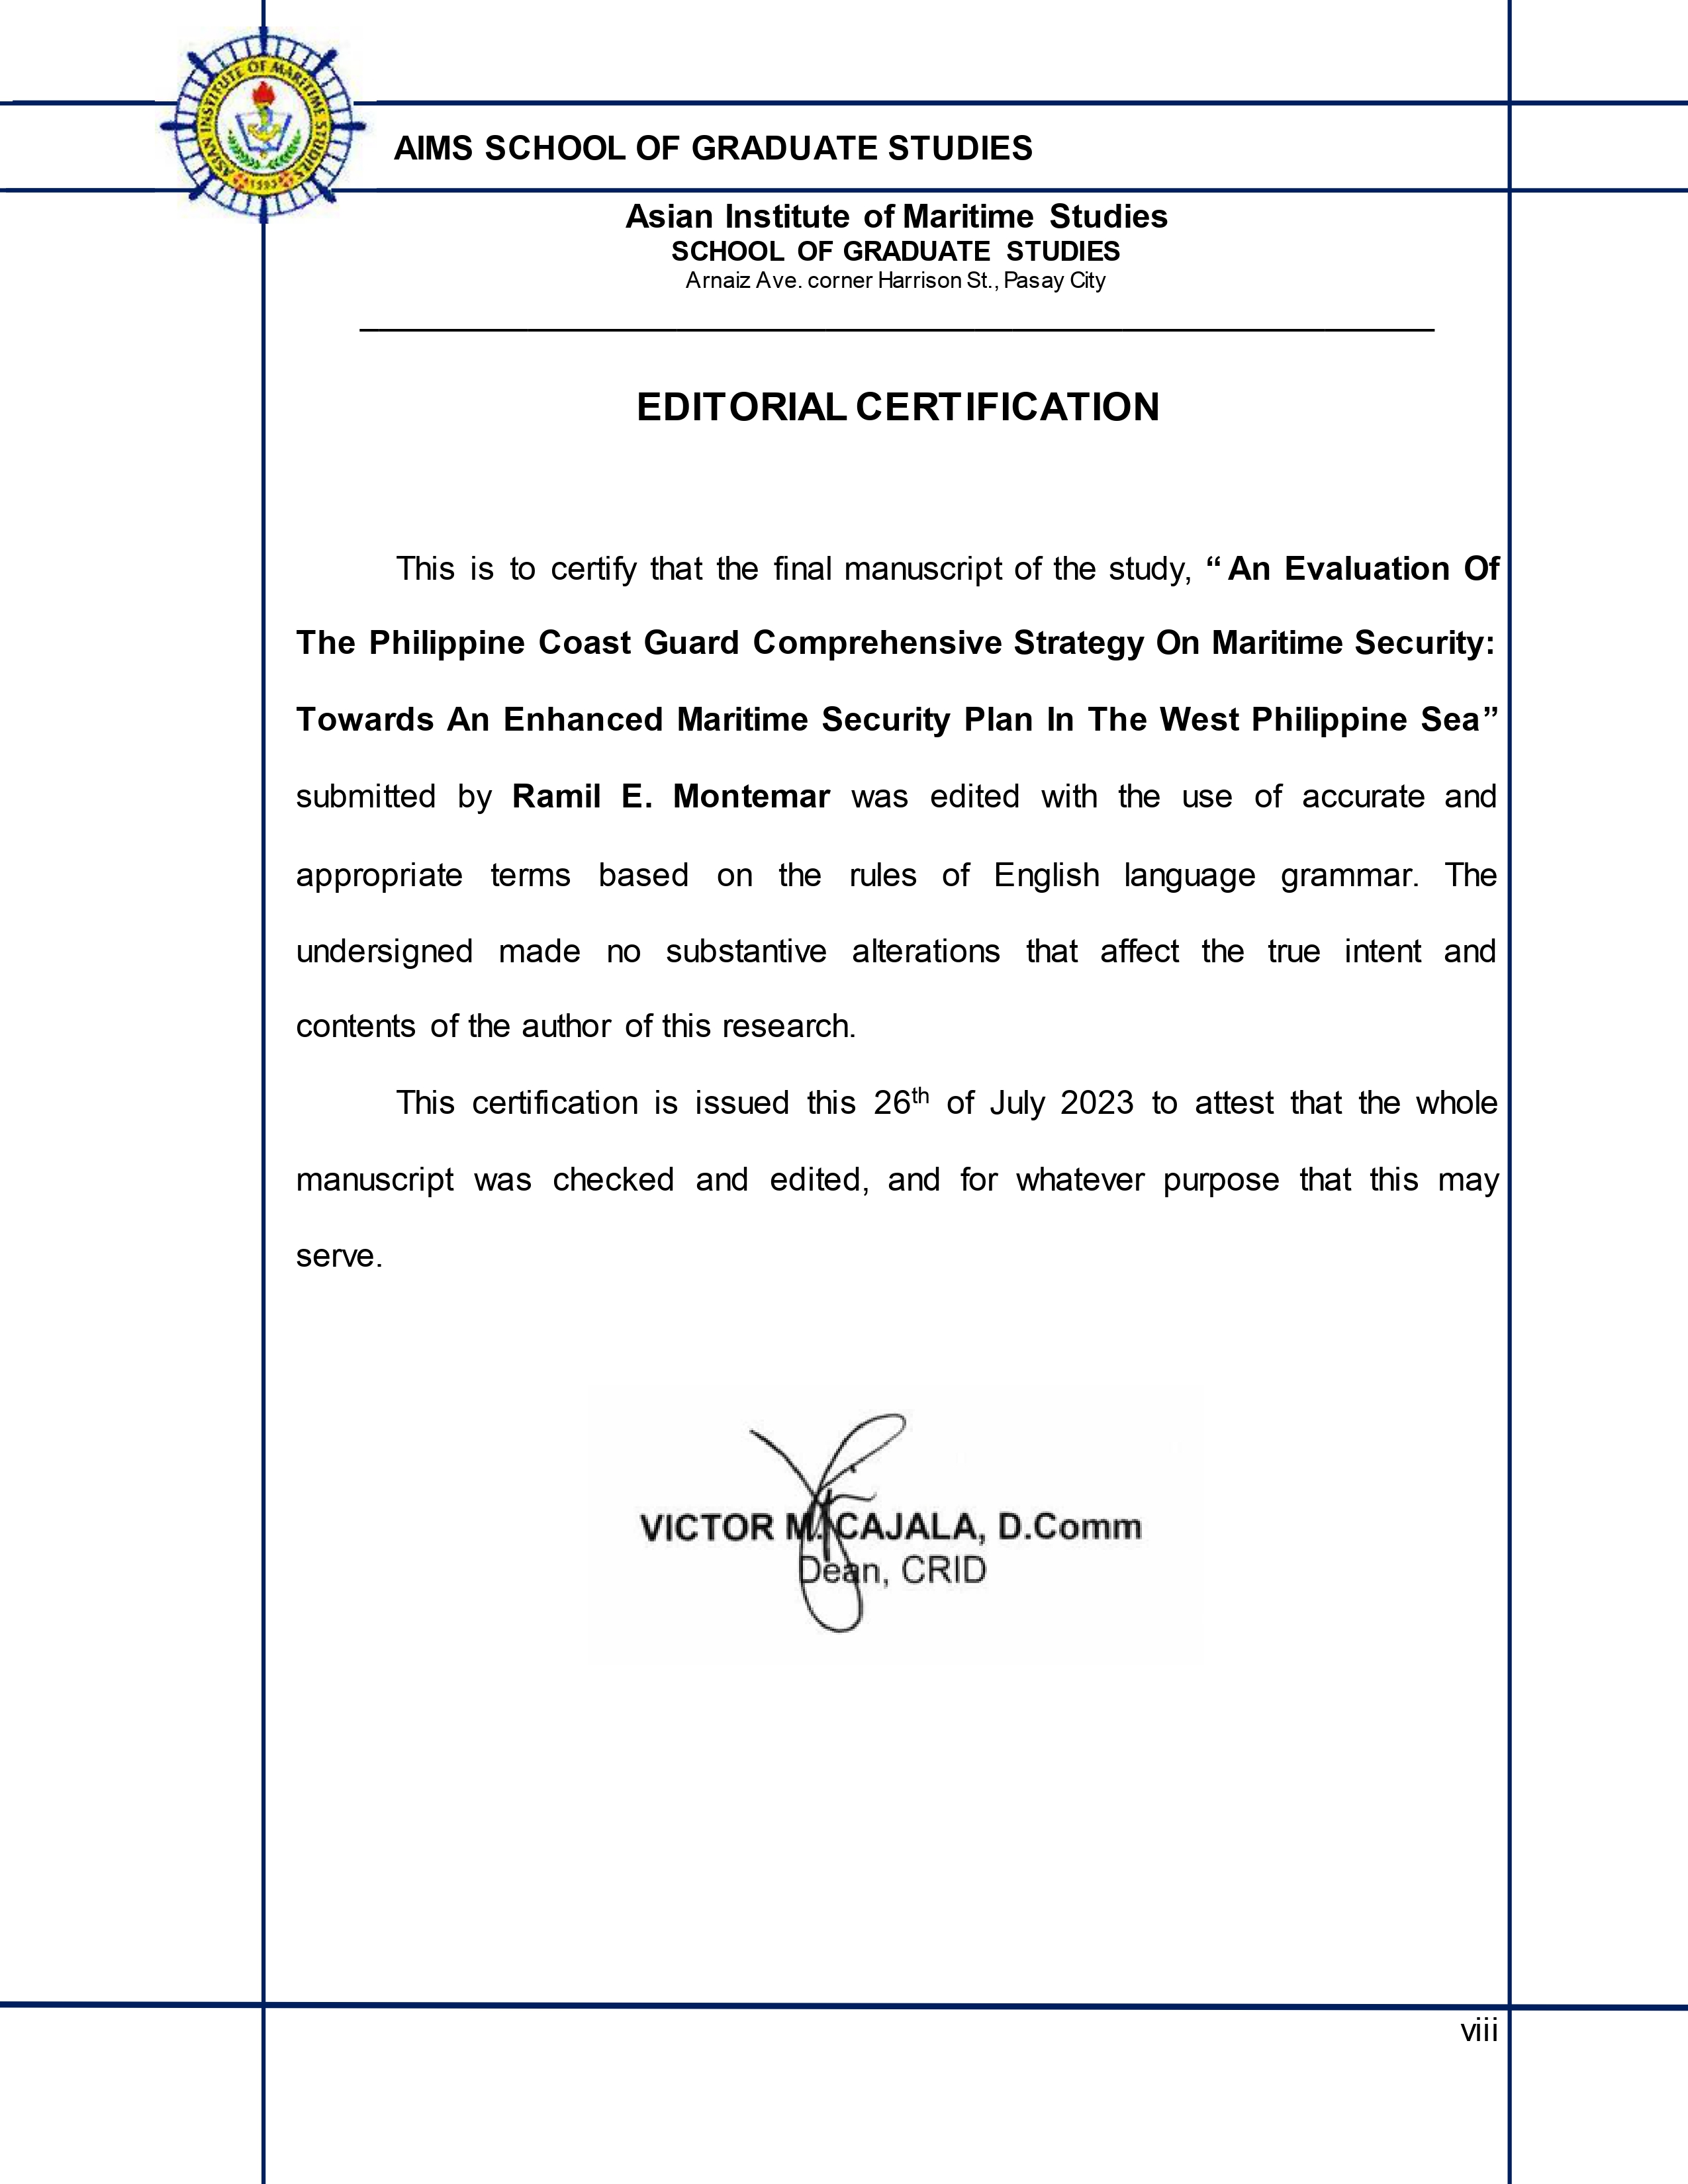 ASIAN INSTITUTE OF MARITIME STUDIES
1993
AIMS SCHOOL OF GRADUATE STUDIES
Asian Institute of Maritime Studies
SCHOOL OF GRADUATE STUDIES
Arnaiz Ave. corner Harrison St., Pasay City
EDITORIAL CERTIFICATION
This is to certify that the final manuscript of the study, “ An Evaluation Of
The Philippine Coast Guard Comprehensive Strategy On Maritime Security:
Towards An Enhanced Maritime Security Plan In The West Philippine Sea”
submitted by Ramil E. Montemar was edited with the use of accurate and
appropriate terms based on the rules of English language grammar. The
undersigned made no substantive alterations that affect the true intent and
contents of the author of this research.
This certification is issued this 26th of July 2023 to attest that the whole
manuscript was checked and edited, and for whatever purpose that this may
serve.
VICTOR M. CAJALA, D.Comm
Dean, CRID
viii